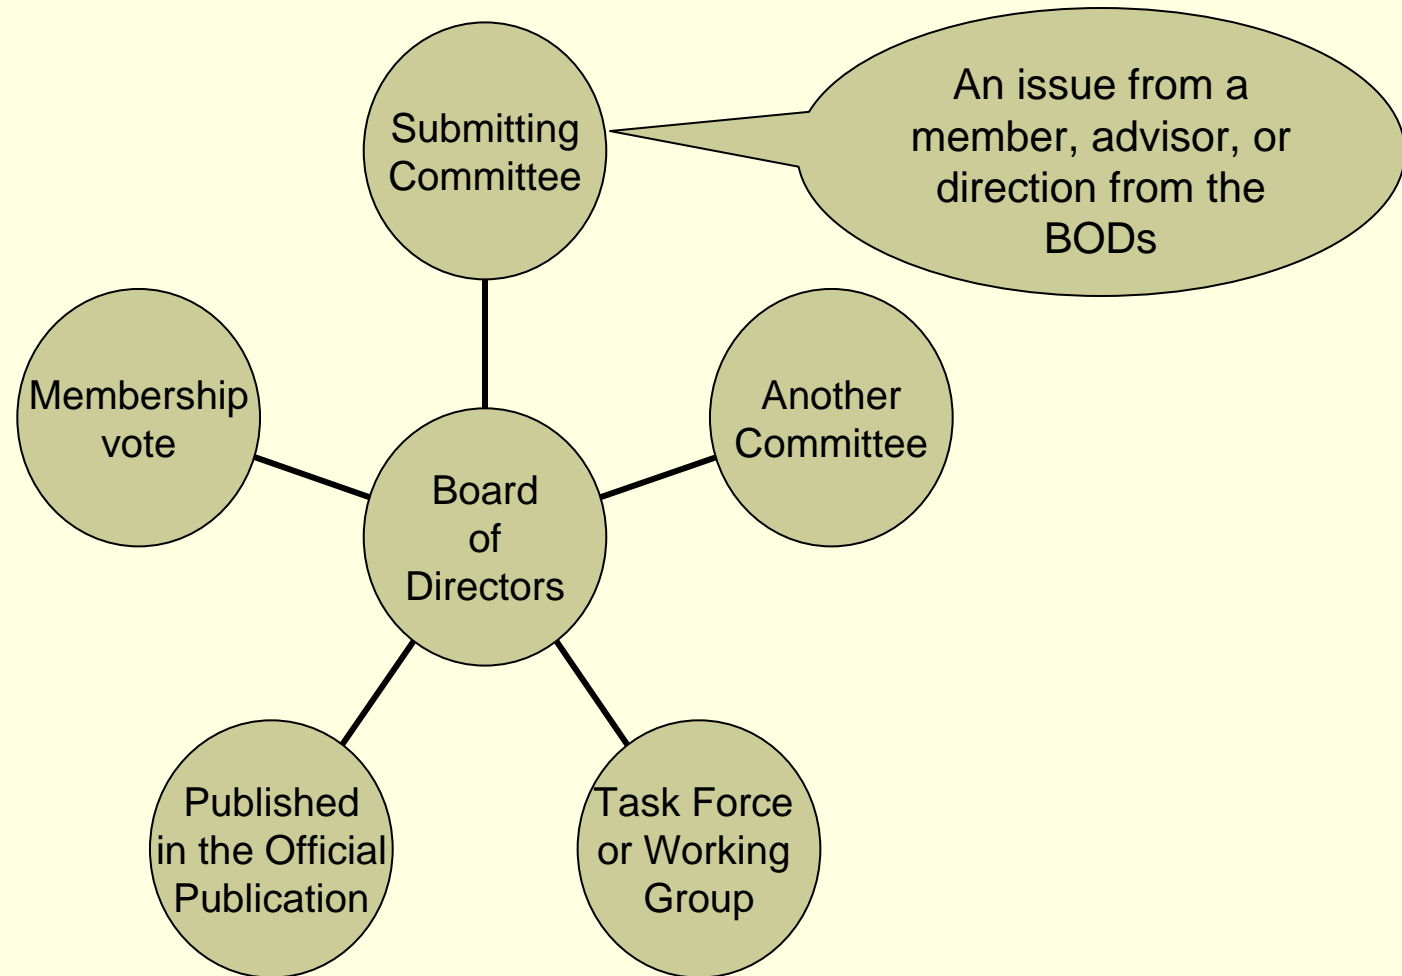 Submitting
Committee
An issue from a
member, advisor, or
direction from the
BODs
Membership
vote
Another
Committee
Board
of
Directors
Published
in the Official
Publication
Task Force
or Working
Group